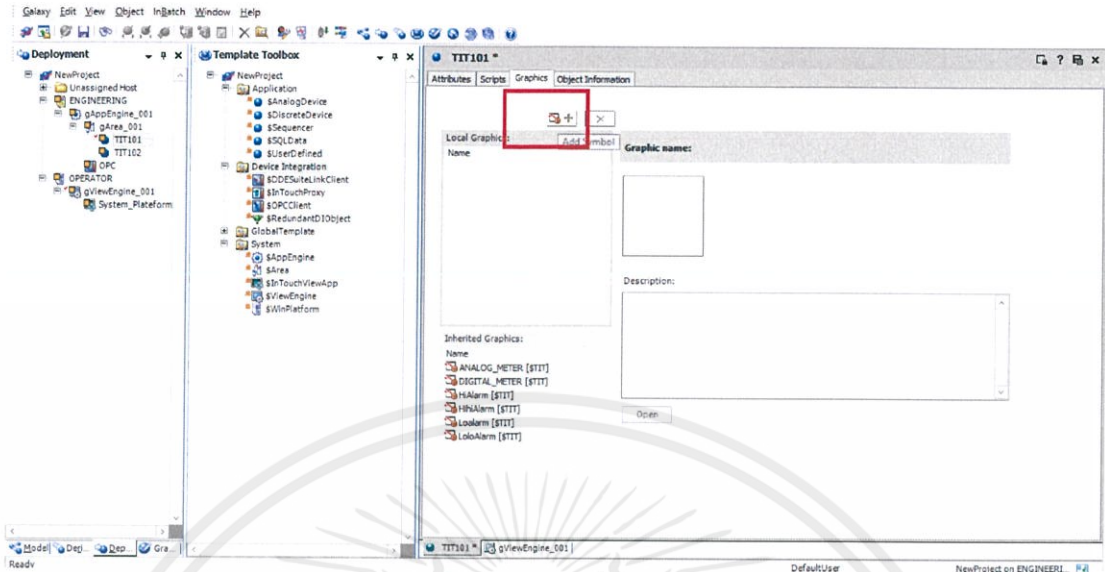 Galaxy Edit View Object InBatch Window Help
Deployment
NewProject
Unassigned Host
ENGINEERING
gAppEngine_001
gArea_001
TIT101
TIT102
OPC
OPERATOR
gViewEngine_001
System_Plateform
Template Toolbox
NewProject
Application
$AnalogDevice
$DiscreteDevice
$Sequencer
$SQLData
$UserDefined
Device Integration
$DDESuiteLinkClient
$InTouchProxy
$OPCClient
$RedundantDIObject
GlobalTemplate
System
$AppEngine
$Area
$InTouchViewApp
$ViewEngine
$WinPlatform
TIT101 *
Attributes Scripts Graphics Object Information
Add Symbol
Local Graphics:
Name
Graphic name:
Description:
Inherited Graphics:
Name
ANALOG_METER [$TIT]
DIGITAL_METER [$TIT]
HiAlarm [$TIT]
HihiAlarm [$TIT]
Loalarm [$TIT]
LoloAlarm [$TIT]
Open
Model Deri... Dep... Gra...
TIT101 * gViewEngine_001
Ready
DefaultUser
NewProject on ENGINEERI...